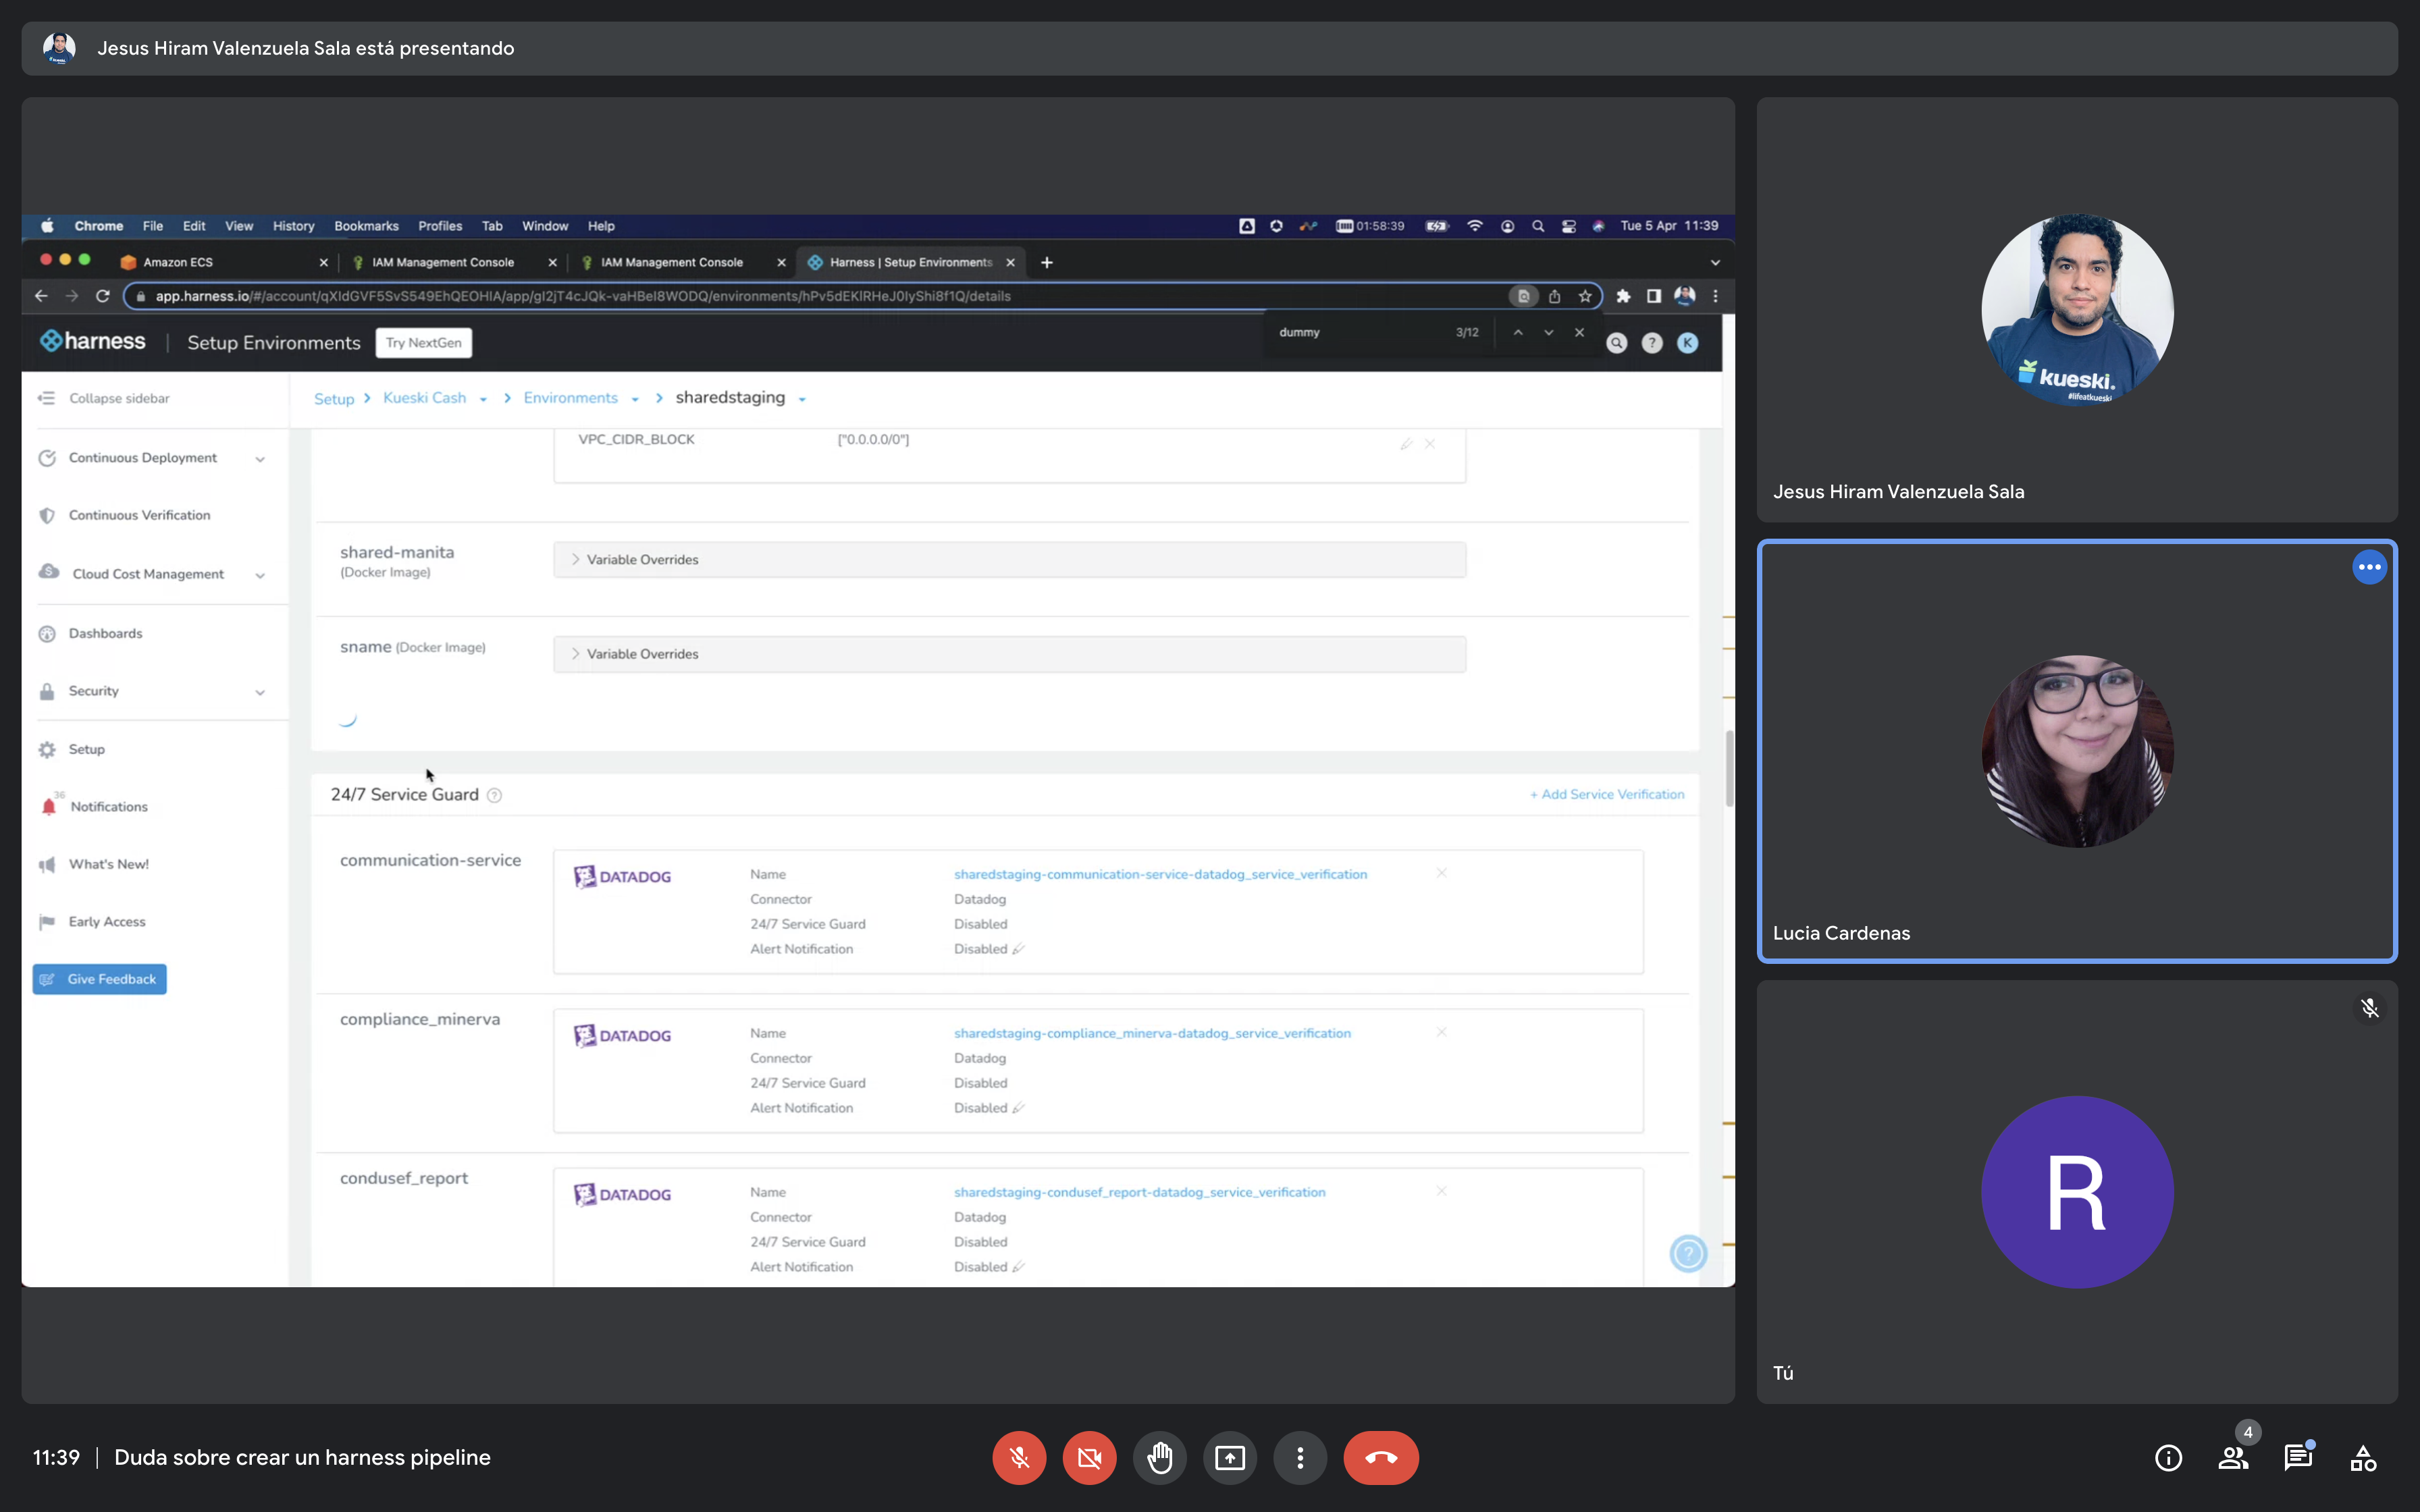 Jesus Hiram Valenzuela Sala está presentando
Chrome File Edit View History Bookmarks Profiles Tab Window Help
01:58:39 Tue 5 Apr 11:39
Amazon ECS
IAM Management Console
IAM Management Console
Harness | Setup Environments
app.harness.io/#/account/qXIdGVF5SvS549EhQEOHIA/app/gI2jT4cJQk-vaHBeI8WODQ/environments/hPv5dEKlRHeJ0IyShi8f1Q/details
harness
Setup Environments
Try NextGen
dummy
3/12
?
K
Collapse sidebar
Continuous Deployment
Continuous Verification
Cloud Cost Management
Dashboards
Security
Setup
36
Notifications
What's New!
Early Access
Give Feedback
Setup > Kueski Cash > Environments > sharedstaging
VPC_CIDR_BLOCK ["0.0.0.0/0"]
shared-manita
(Docker Image)
Variable Overrides
sname (Docker Image)
Variable Overrides
24/7 Service Guard ?
+ Add Service Verification
communication-service
DATADOG
Name sharedstaging-communication-service-datadog_service_verification
Connector Datadog
24/7 Service Guard Disabled
Alert Notification Disabled
compliance_minerva
DATADOG
Name sharedstaging-compliance_minerva-datadog_service_verification
Connector Datadog
24/7 Service Guard Disabled
Alert Notification Disabled
condusef_report
DATADOG
Name sharedstaging-condusef_report-datadog_service_verification
Connector Datadog
24/7 Service Guard Disabled
Alert Notification Disabled
?
kueski.
#lifeatkueski
Jesus Hiram Valenzuela Sala
Lucia Cardenas
R
Tú
11:39 | Duda sobre crear un harness pipeline
4